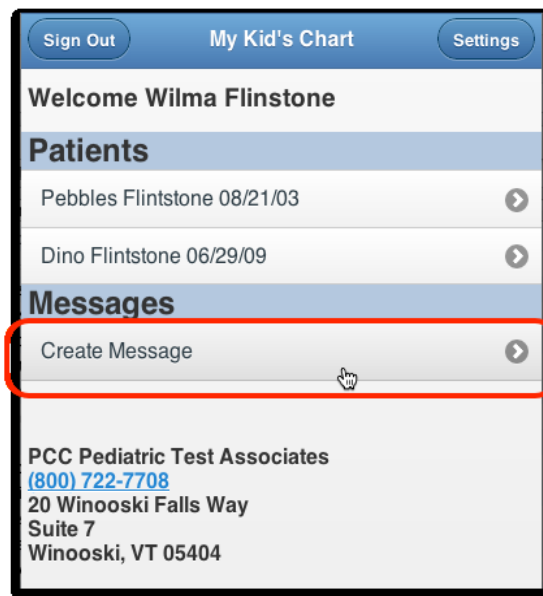 Sign Out My Kid's Chart Settings
Welcome Wilma Flinstone
Patients
Pebbles Flintstone 08/21/03
Dino Flintstone 06/29/09
Messages
Create Message
PCC Pediatric Test Associates
(800) 722-7708
20 Winooski Falls Way
Suite 7
Winooski, VT 05404